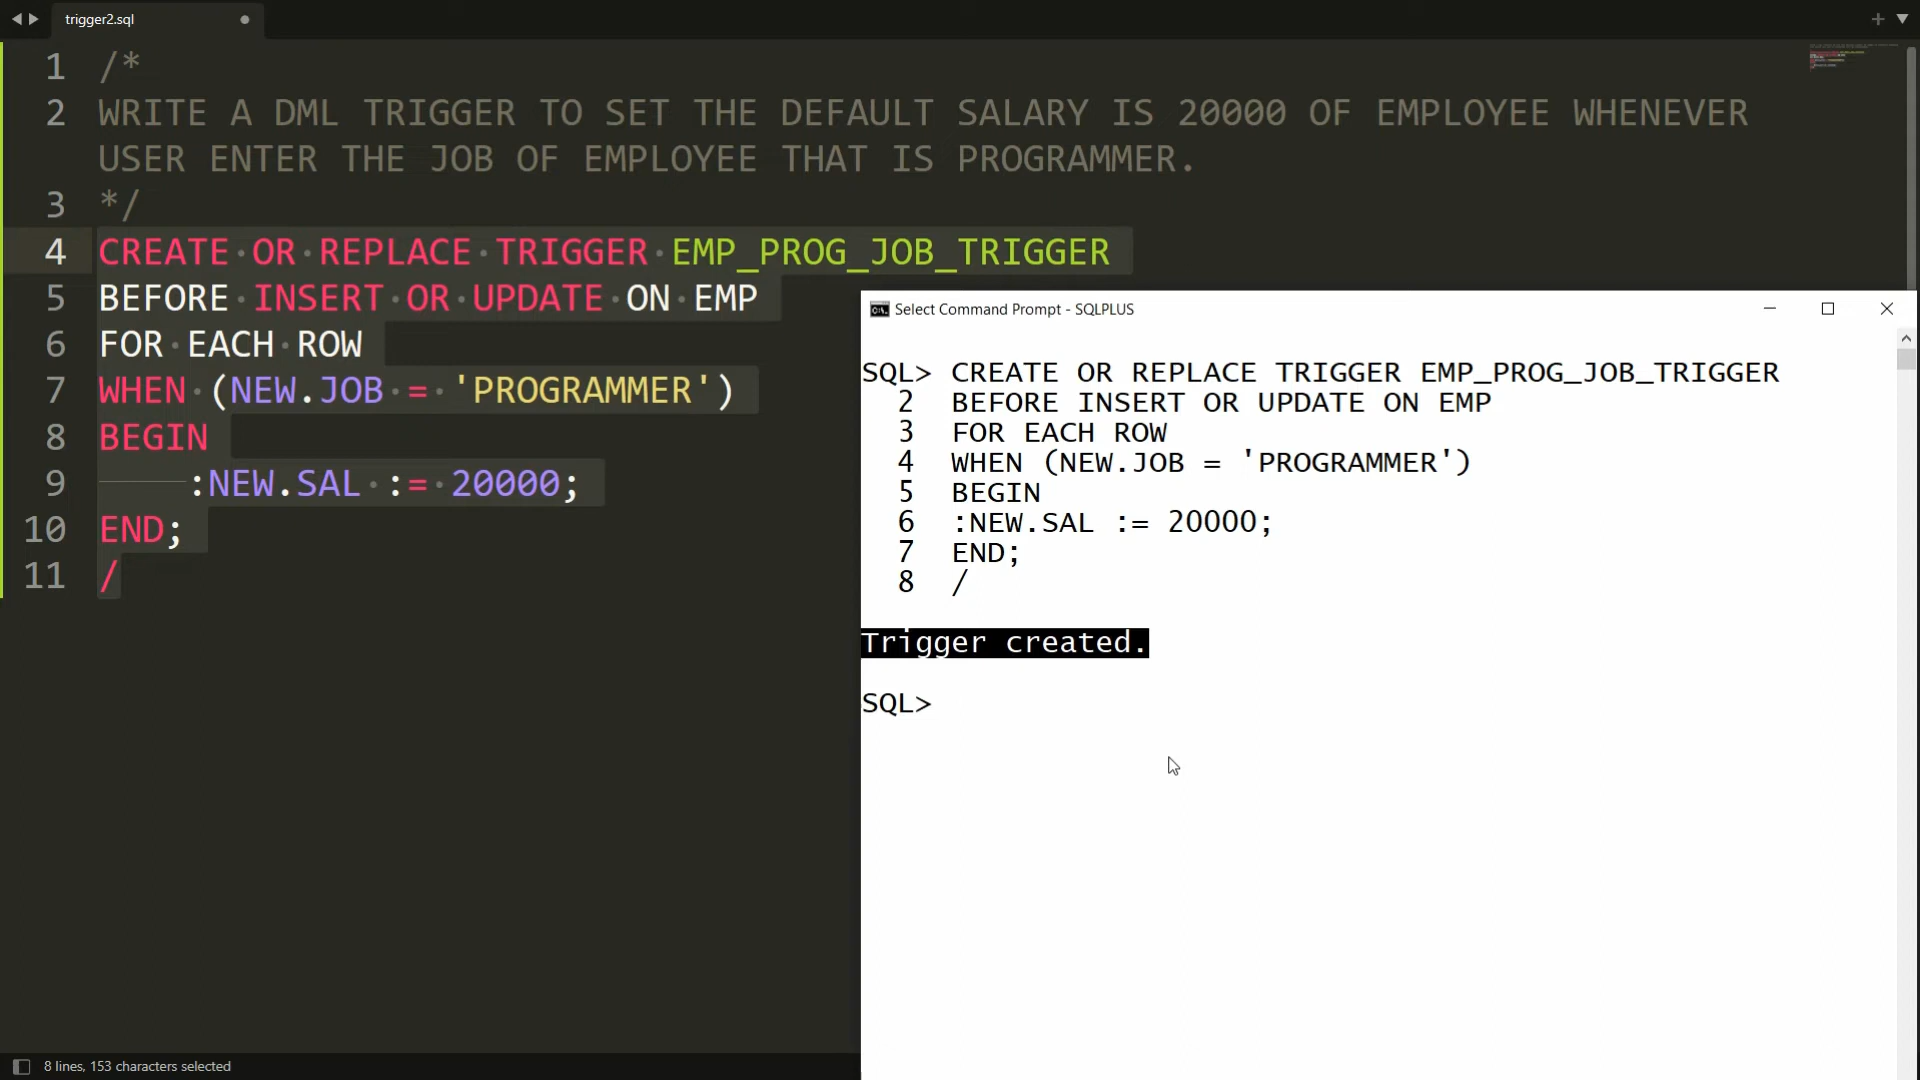 trigger2.sql
1 /*
2 WRITE A DML TRIGGER TO SET THE DEFAULT SALARY IS 20000 OF EMPLOYEE WHENEVER
USER ENTER THE JOB OF EMPLOYEE THAT IS PROGRAMMER.
3 */
4 CREATE OR REPLACE TRIGGER EMP_PROG_JOB_TRIGGER
5 BEFORE INSERT OR UPDATE ON EMP
6 FOR EACH ROW
7 WHEN (NEW.JOB = 'PROGRAMMER')
8 BEGIN
9 :NEW.SAL := 20000;
10 END;
11 /
Select Command Prompt - SQLPLUS
SQL> CREATE OR REPLACE TRIGGER EMP_PROG_JOB_TRIGGER
2 BEFORE INSERT OR UPDATE ON EMP
3 FOR EACH ROW
4 WHEN (NEW.JOB = 'PROGRAMMER')
5 BEGIN
6 :NEW.SAL := 20000;
7 END;
8 /
Trigger created.
SQL>
8 lines, 153 characters selected